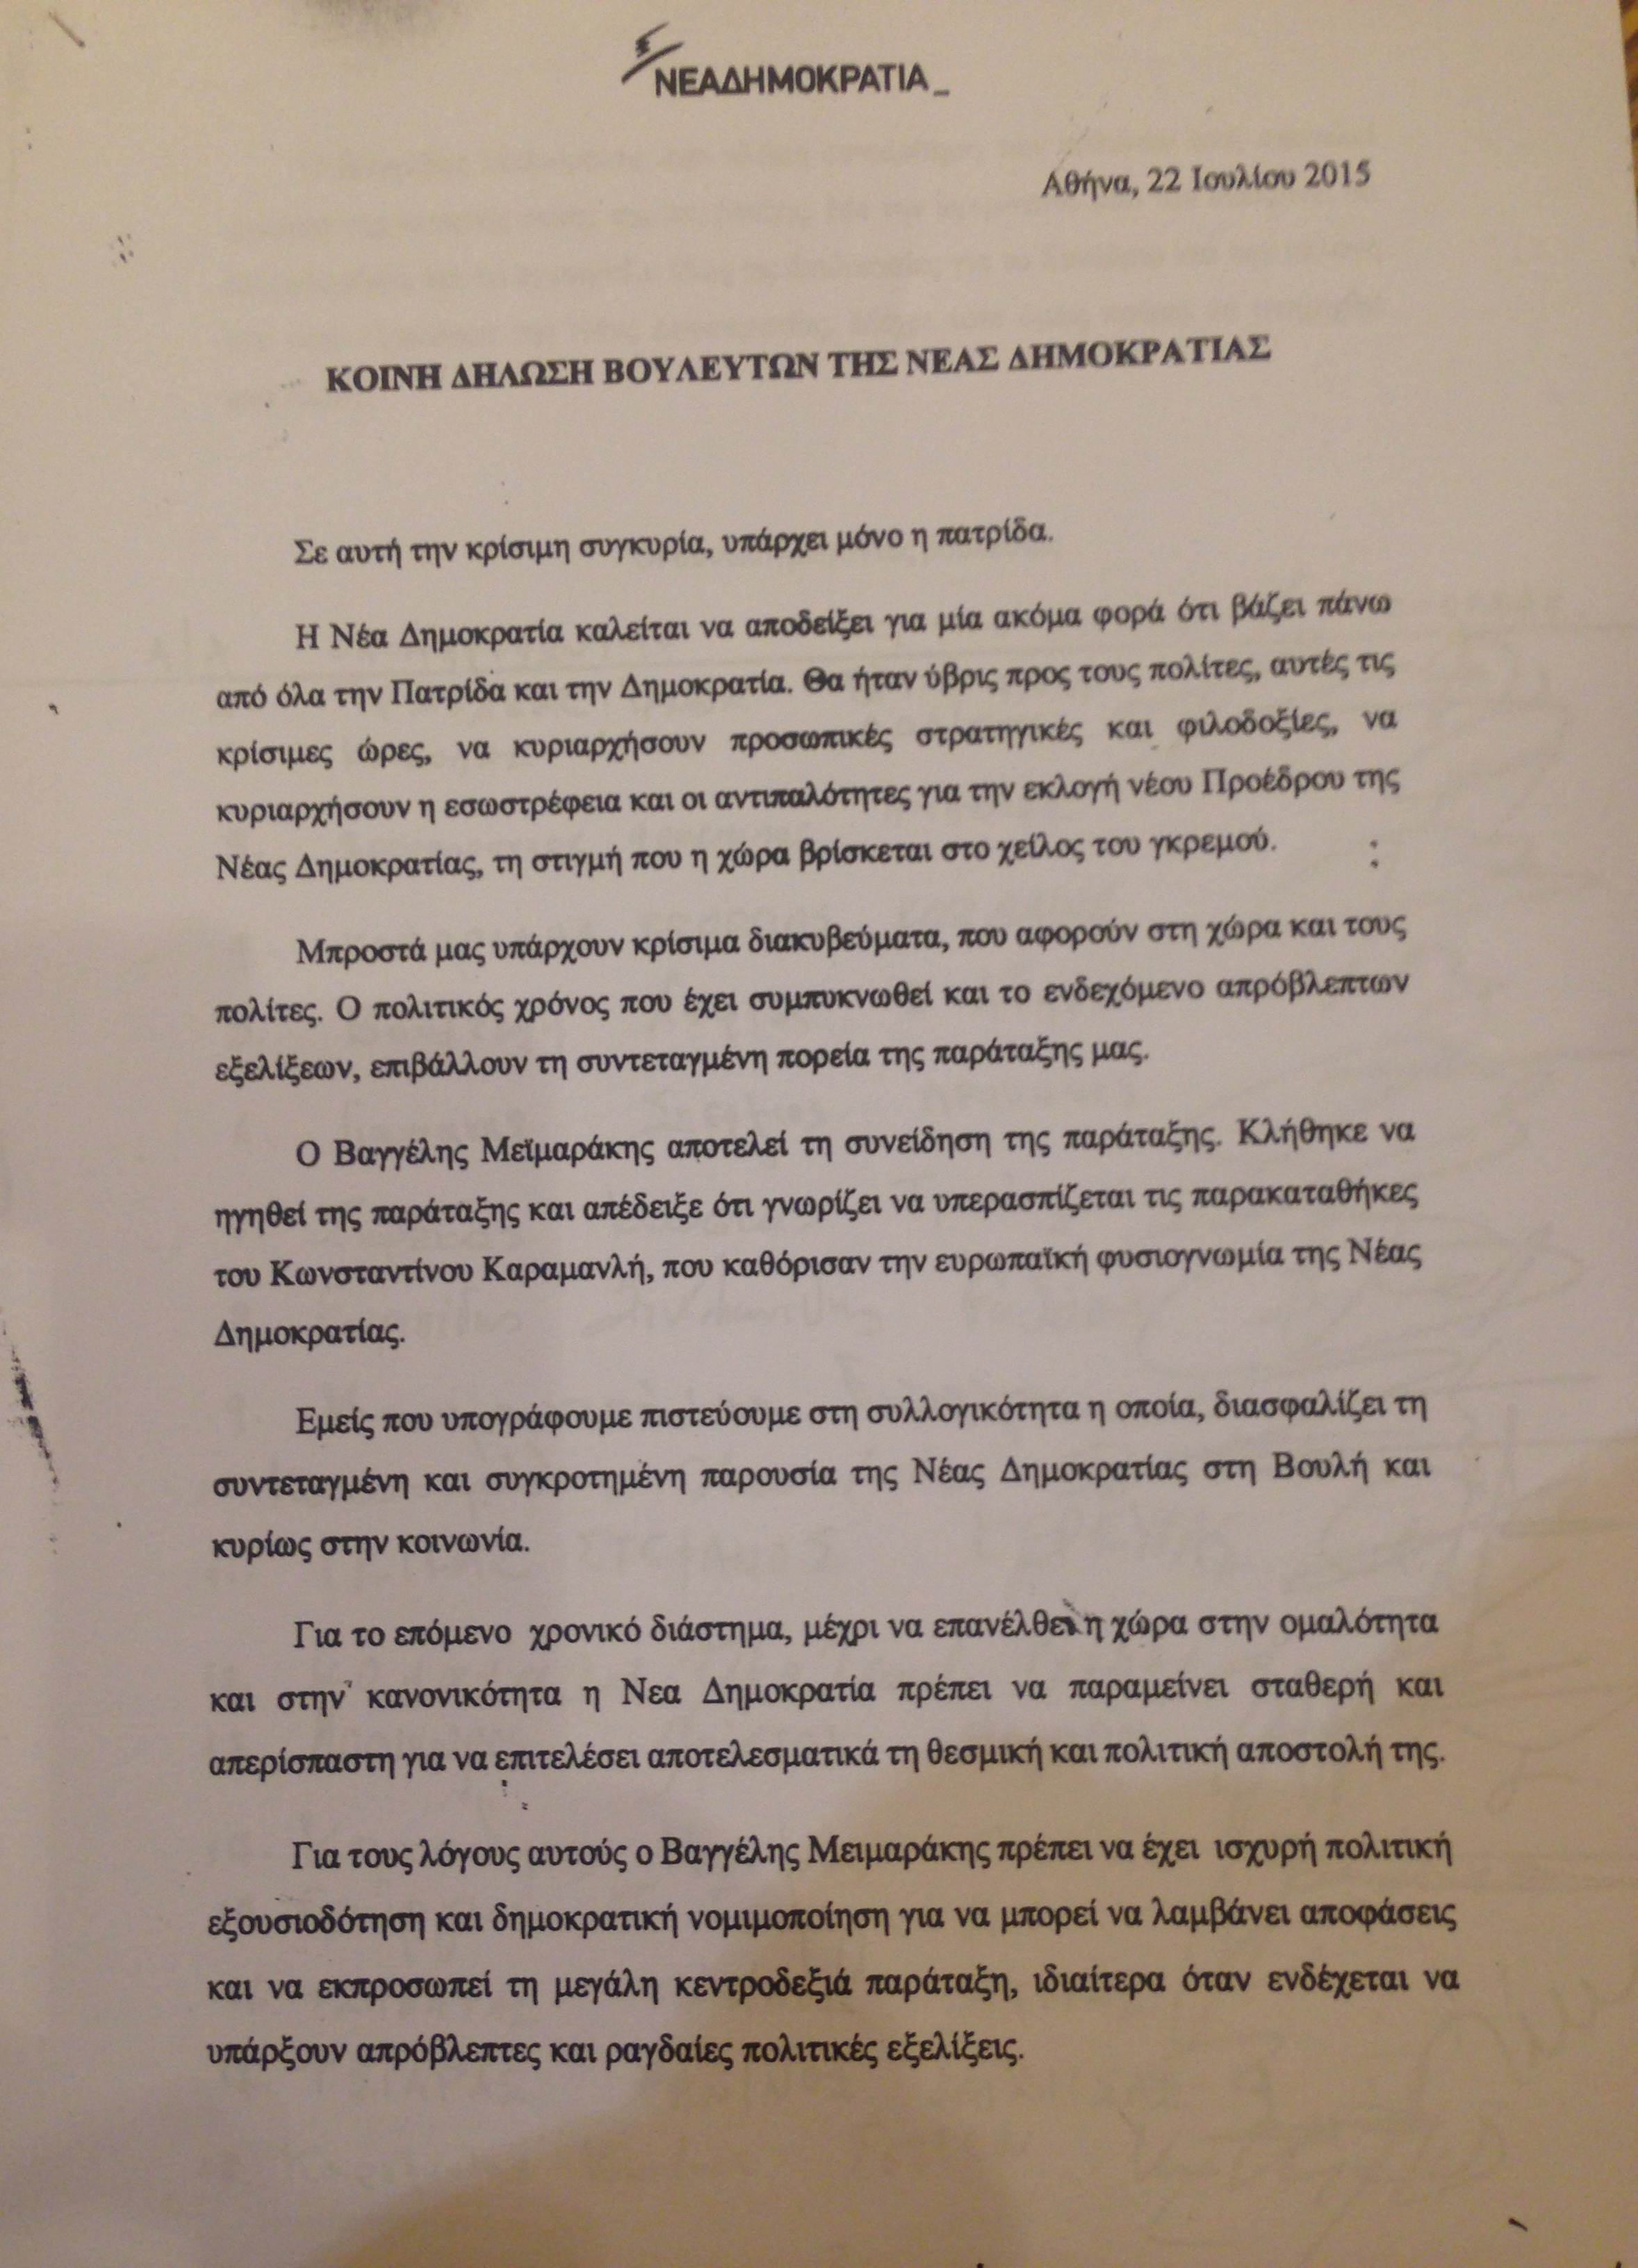 ΝΕΑΔΗΜΟΚΡΑΤΙΑ_
Αθήνα, 22 Ιουλίου 2015
ΚΟΙΝΗ ΔΗΛΩΣΗ ΒΟΥΛΕΥΤΩΝ ΤΗΣ ΝΕΑΣ ΔΗΜΟΚΡΑΤΙΑΣ
Σε αυτή την κρίσιμη συγκυρία, υπάρχει μόνο η πατρίδα.
Η Νέα Δημοκρατία καλείται να αποδείξει για μία ακόμα φορά ότι βάζει πάνω
από όλα την Πατρίδα και την Δημοκρατία. Θα ήταν ύβρις προς τους πολίτες, αυτές τις
κρίσιμες ώρες, να κυριαρχήσουν προσωπικές στρατηγικές και φιλοδοξίες, να
κυριαρχήσουν η εσωστρέφεια και οι αντιπαλότητες για την εκλογή νέου Προέδρου της
Νέας Δημοκρατίας, τη στιγμή που η χώρα βρίσκεται στο χείλος του γκρεμού.
Μπροστά μας υπάρχουν κρίσιμα διακυβεύματα, που αφορούν στη χώρα και τους
πολίτες. Ο πολιτικός χρόνος που έχει συμπυκνωθεί και το ενδεχόμενο απρόβλεπτων
εξελίξεων, επιβάλλουν τη συντεταγμένη πορεία της παράταξης μας.
Ο Βαγγέλης Μεϊμαράκης αποτελεί τη συνείδηση της παράταξης. Κλήθηκε να
ηγηθεί της παράταξης και απέδειξε ότι γνωρίζει να υπερασπίζεται τις παρακαταθήκες
του Κωνσταντίνου Καραμανλή, που καθόρισαν την ευρωπαϊκή φυσιογνωμία της Νέας
Δημοκρατίας.
Εμείς που υπογράφουμε πιστεύουμε στη συλλογικότητα η οποία, διασφαλίζει τη
συντεταγμένη και συγκροτημένη παρουσία της Νέας Δημοκρατίας στη Βουλή και
κυρίως στην κοινωνία.
Για το επόμενο χρονικό διάστημα, μέχρι να επανέλθει η χώρα στην ομαλότητα
και στην κανονικότητα η Νεα Δημοκρατία πρέπει να παραμείνει σταθερή και
απερίσπαστη για να επιτελέσει αποτελεσματικά τη θεσμική και πολιτική αποστολή της.
Για τους λόγους αυτούς ο Βαγγέλης Μειμαράκης πρέπει να έχει ισχυρή πολιτική
εξουσιοδότηση και δημοκρατική νομιμοποίηση για να μπορεί να λαμβάνει αποφάσεις
και να εκπροσωπεί τη μεγάλη κεντροδεξιά παράταξη, ιδιαίτερα όταν ενδέχεται να
υπάρξουν απρόβλεπτες και ραγδαίες πολιτικές εξελίξεις.